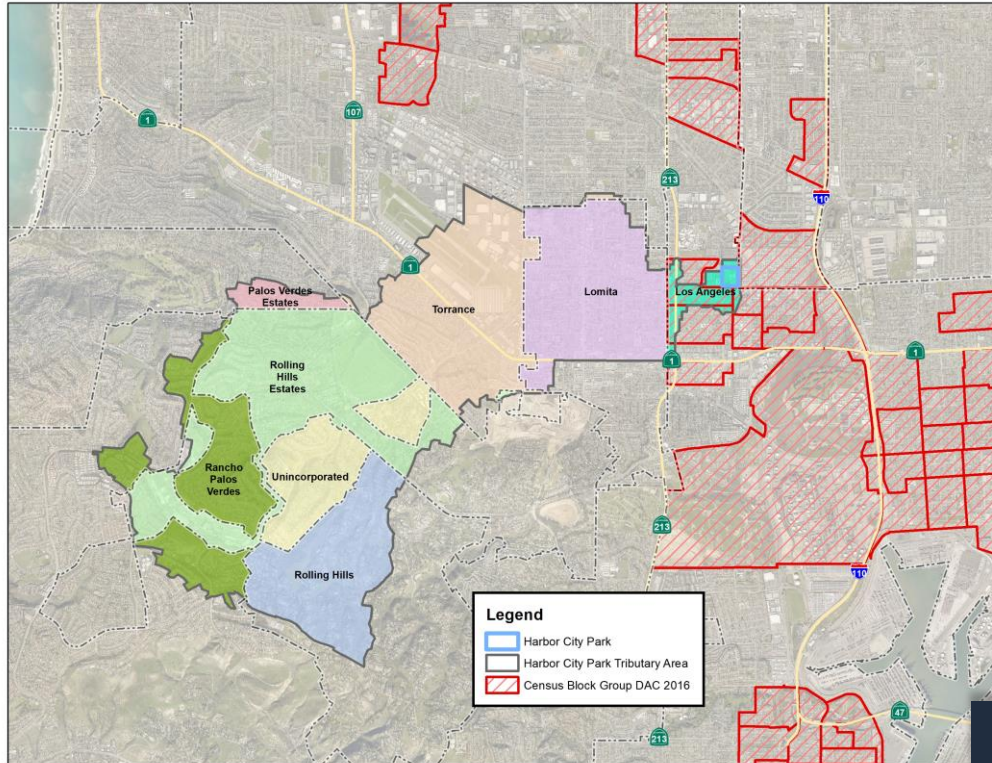 107
1
213
110
Palos Verdes
Estates
1
Torrance
Lomita
Los Angeles
Rolling
Hills
Estates
1
1
Rancho
Palos
Verdes
Unincorporated
213
Rolling Hills
110
Legend
Harbor City Park
Harbor City Park Tributary Area
Census Block Group DAC 2016
47
213